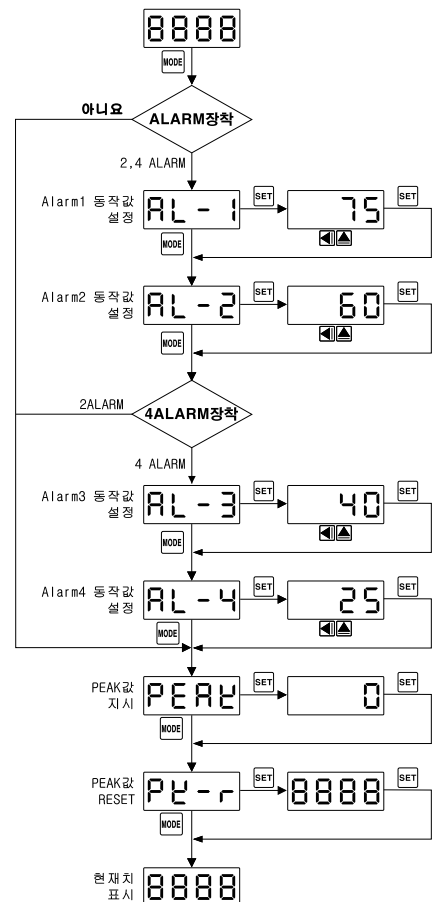 8888
MODE
아니요
ALARM장착
2,4 ALARM
Alarm1 동작값
설정
AL-1
SET
75
SET
MODE
Alarm2 동작값
설정
AL-2
SET
60
SET
MODE
2ALARM
4ALARM장착
4 ALARM
Alarm3 동작값
설정
AL-3
SET
40
SET
MODE
Alarm4 동작값
설정
AL-4
SET
25
SET
MODE
PEAK값
지시
PEAK
SET
0
SET
MODE
PEAK값
RESET
PK-r
SET
8888
SET
MODE
현재치
표시
8888